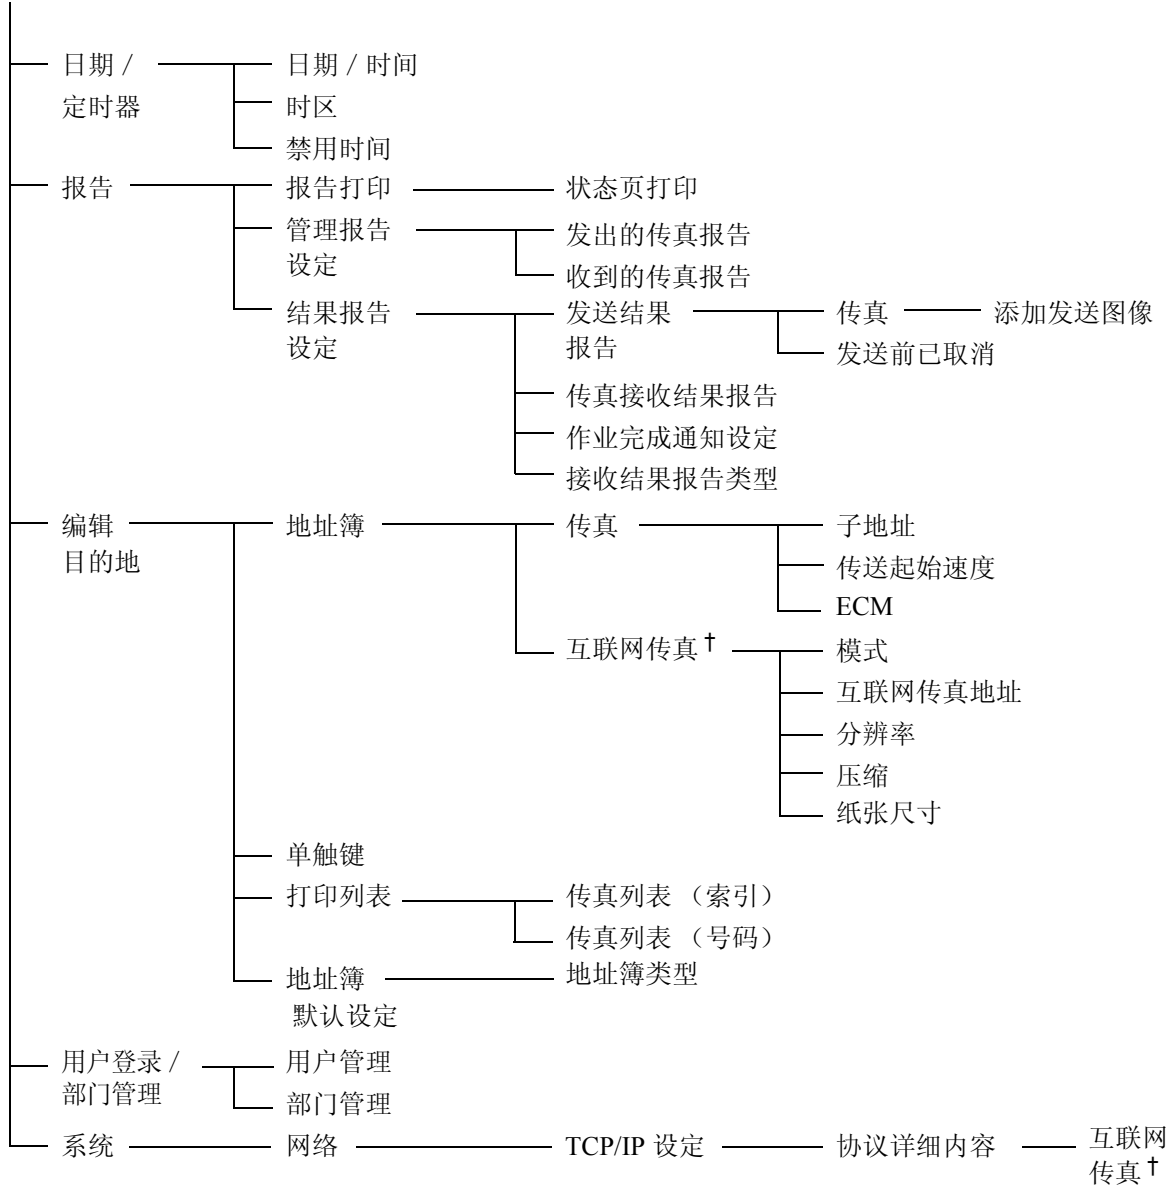 日期 / 日期 / 时间
定时器 时区
禁用时间
报告 报告打印 状态页打印
管理报告 发出的传真报告
设定 收到的传真报告
结果报告 发送结果 传真 添加发送图像
设定 报告 发送前已取消
传真接收结果报告
作业完成通知设定
接收结果报告类型
编辑 地址簿 传真 子地址
目的地 传送起始速度
ECM
互联网传真† 模式
互联网传真地址
分辨率
压缩
纸张尺寸
单触键
打印列表 传真列表 （索引）
传真列表 （号码）
地址簿 地址簿类型
默认设定
用户登录 / 用户管理
部门管理 部门管理
系统 网络 TCP/IP 设定 协议详细内容 互联网
传真†